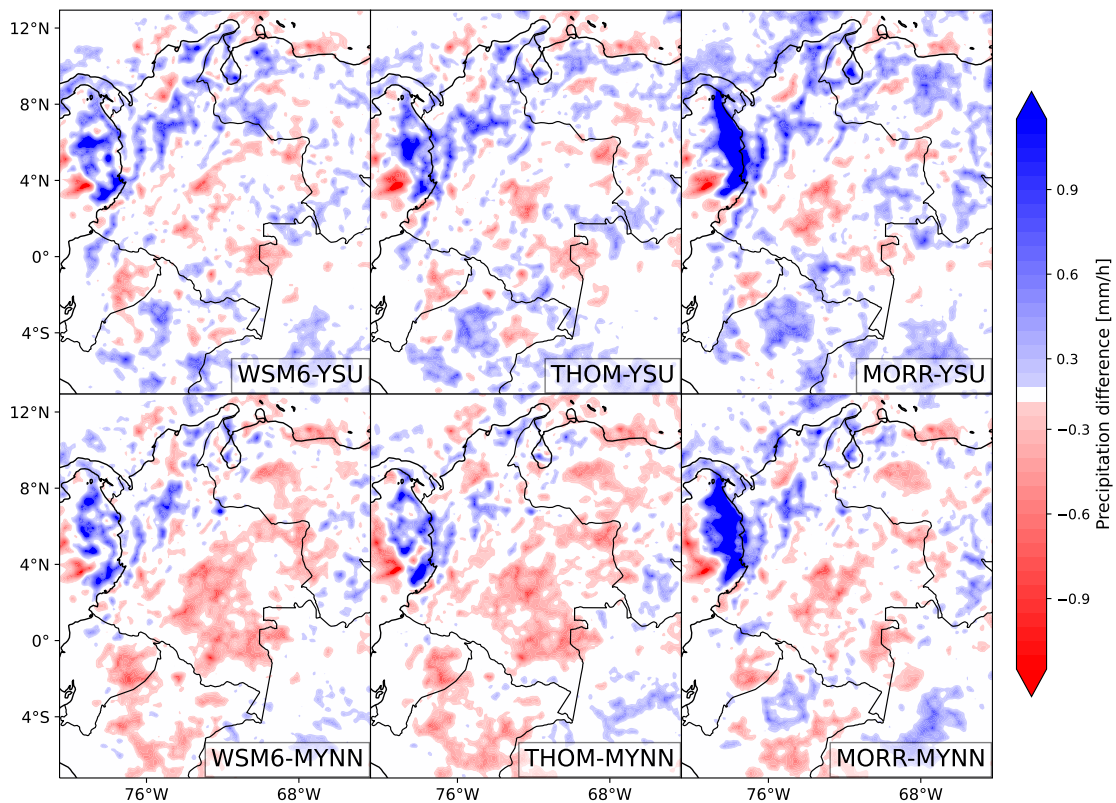 12°N
8°N
4°N
0°
4°S
WSM6-YSU
THOM-YSU
MORR-YSU
12°N
8°N
4°N
0°
4°S
WSM6-MYNN
THOM-MYNN
MORR-MYNN
76°W
68°W
76°W
68°W
76°W
68°W
0.9
0.6
0.3
−0.3
−0.6
−0.9
Precipitation difference [mm/h]